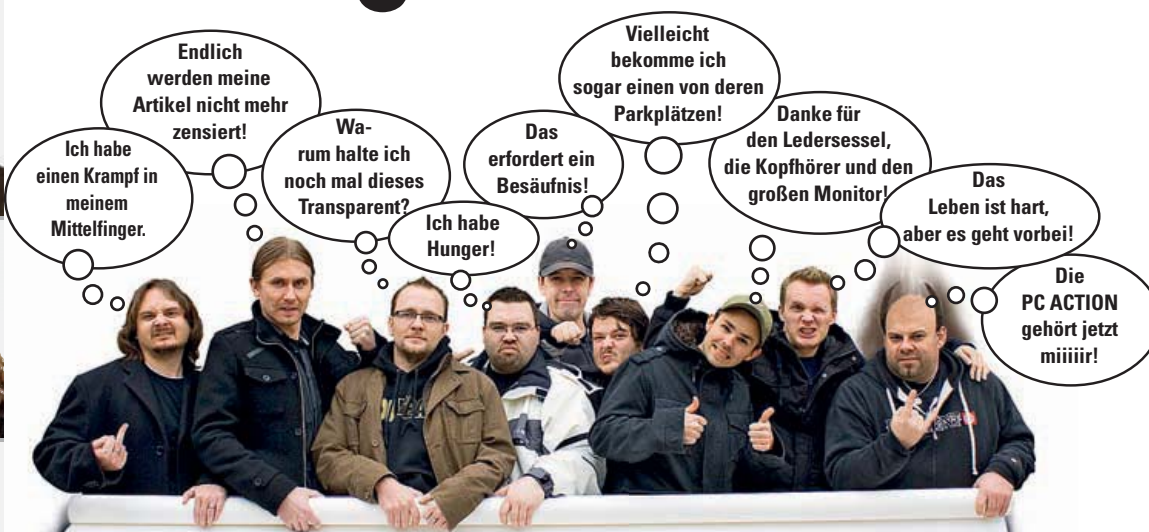 Ich habe
einen Krampf in
meinem
Mittelfinger.
Endlich
werden meine
Artikel nicht mehr
zensiert!
Wa-
rum halte ich
noch mal dieses
Transparent?
Ich habe
Hunger!
Das
erfordert ein
Besäufnis!
Vielleicht
bekomme ich
sogar einen von deren
Parkplätzen!
Danke für
den Ledersessel,
die Kopfhörer und den
großen Monitor!
Das
Leben ist hart,
aber es geht vorbei!
Die
PC ACTION
gehört jetzt
miiiiir!